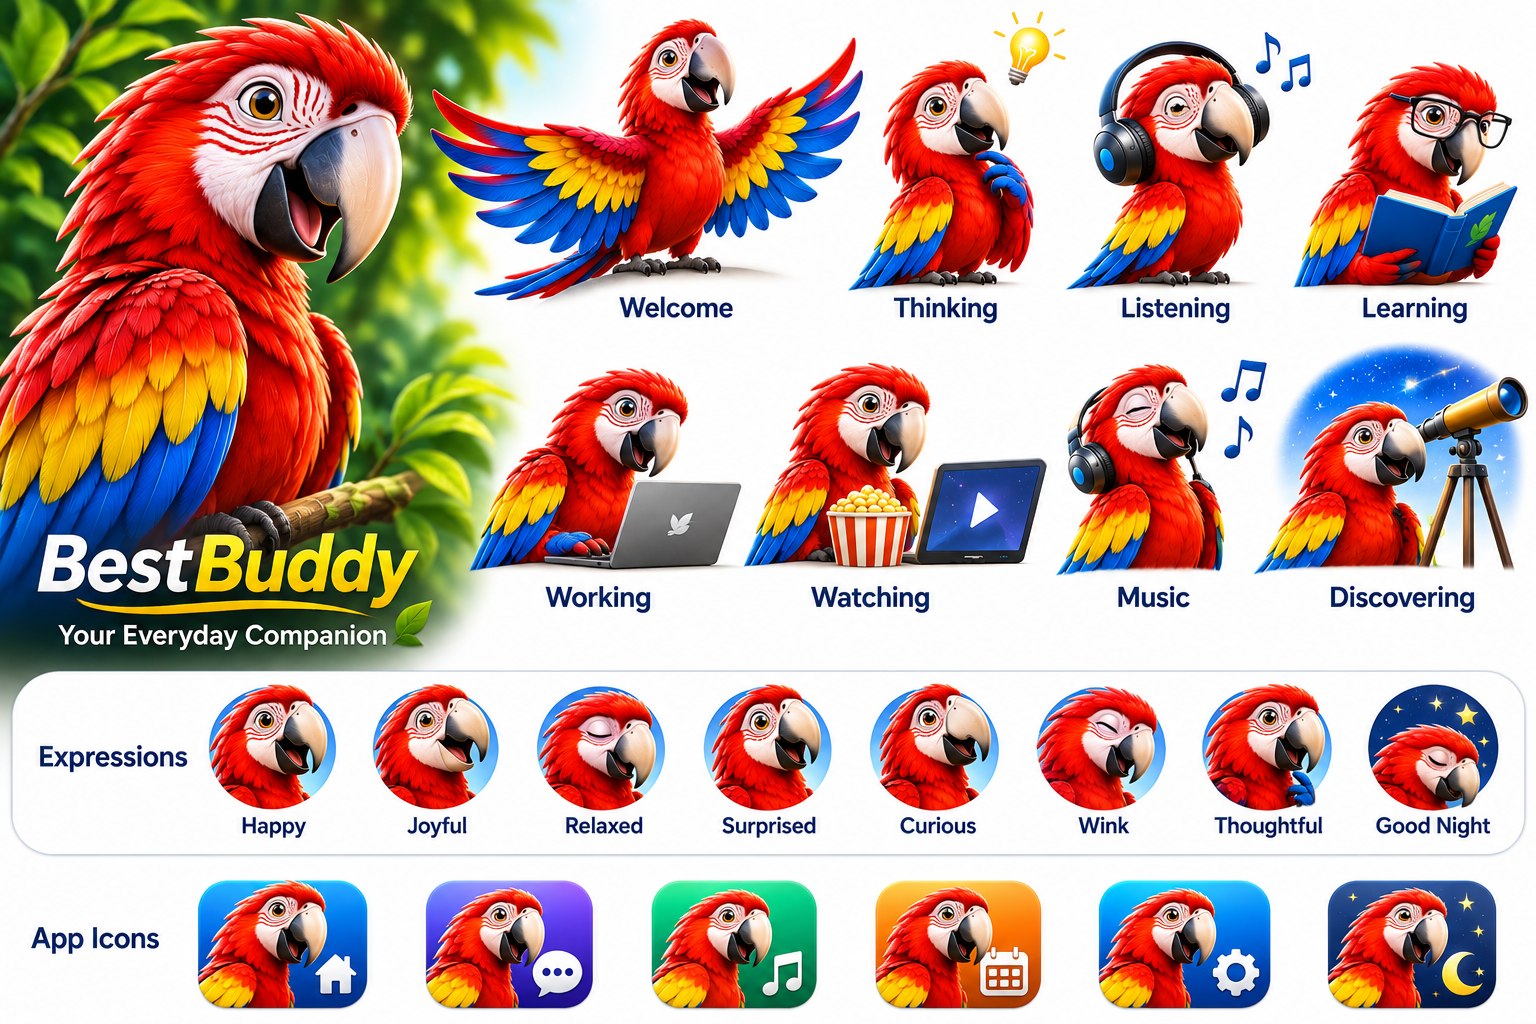 Welcome
Thinking
Listening
Learning
BestBuddy
Your Everyday Companion
Working
Watching
Music
Discovering
Expressions
Happy
Joyful
Relaxed
Surprised
Curious
Wink
Thoughtful
Good Night
App Icons